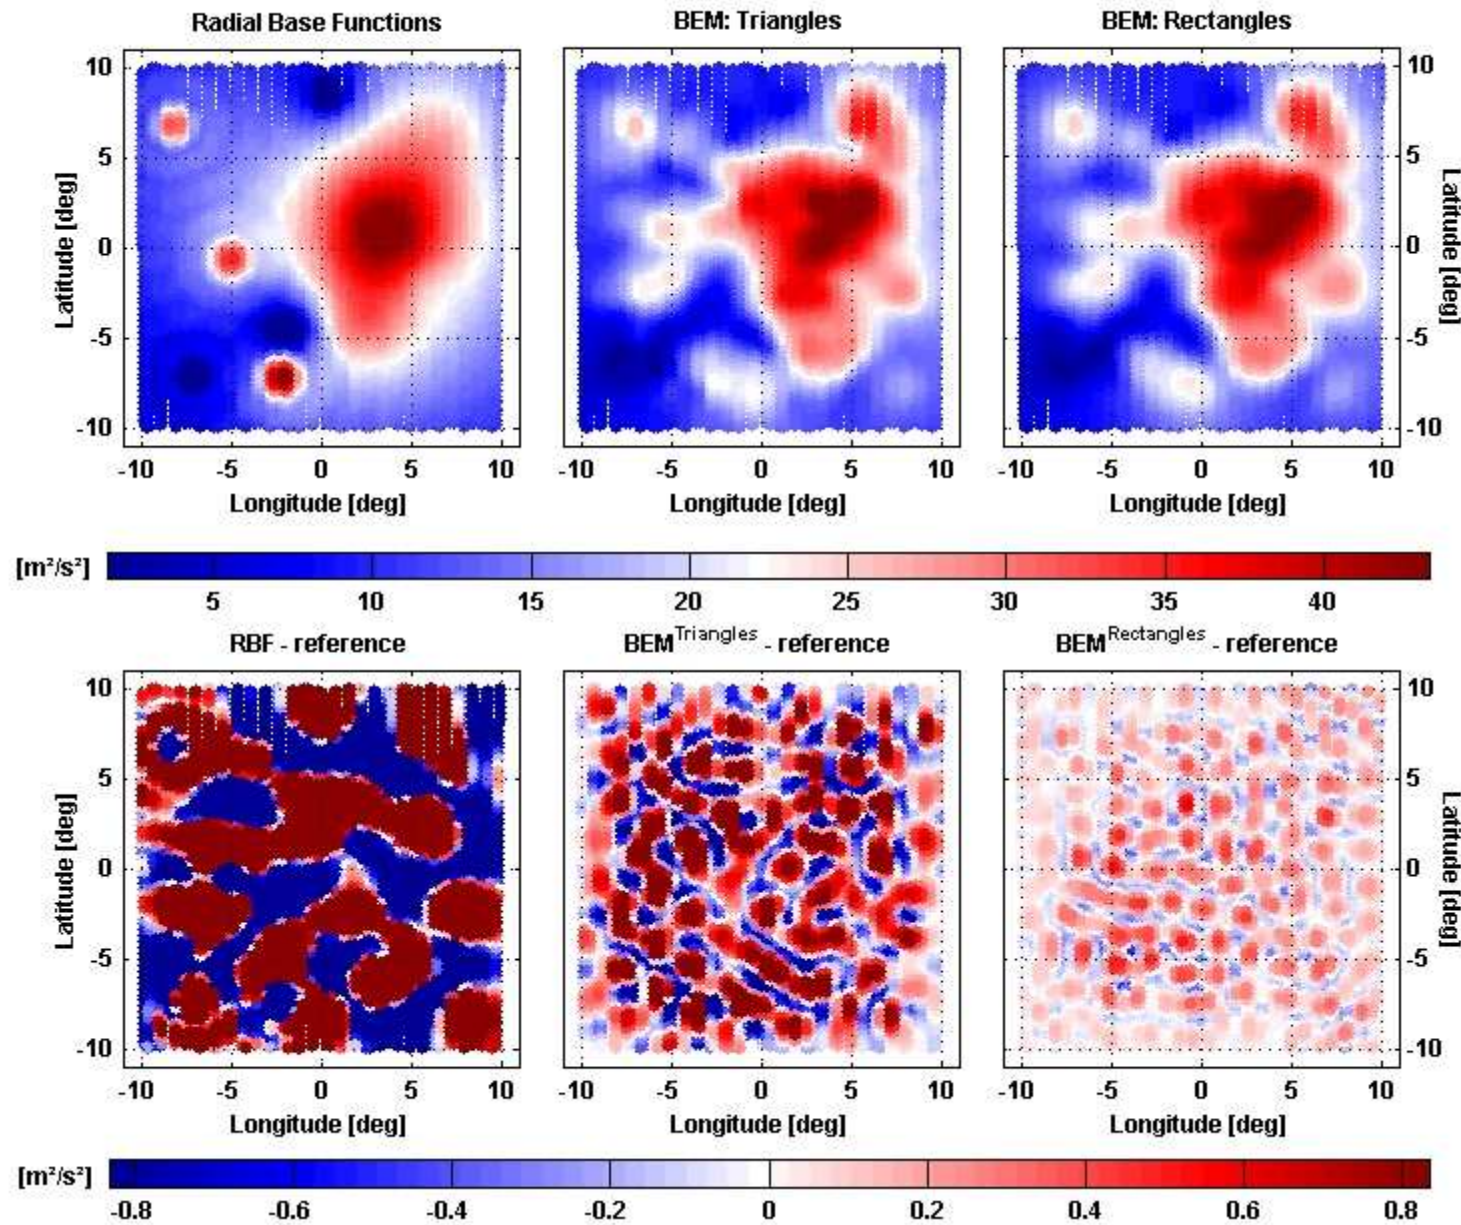 Radial Base Functions BEM: Triangles BEM: Rectangles
10 10
5 5
0 0
-5 -5
-10 -10
Latitude [deg] Latitude [deg]
-10 -5 0 5 10 -10 -5 0 5 10 -10 -5 0 5 10
Longitude [deg] Longitude [deg] Longitude [deg]
[m²/s²]
5 10 15 20 25 30 35 40
RBF - reference BEM^Triangles - reference BEM^Rectangles - reference
10 10
5 5
0 0
-5 -5
-10 -10
Latitude [deg] Latitude [deg]
-10 -5 0 5 10 -10 -5 0 5 10 -10 -5 0 5 10
Longitude [deg] Longitude [deg] Longitude [deg]
[m²/s²]
-0.8 -0.6 -0.4 -0.2 0 0.2 0.4 0.6 0.8